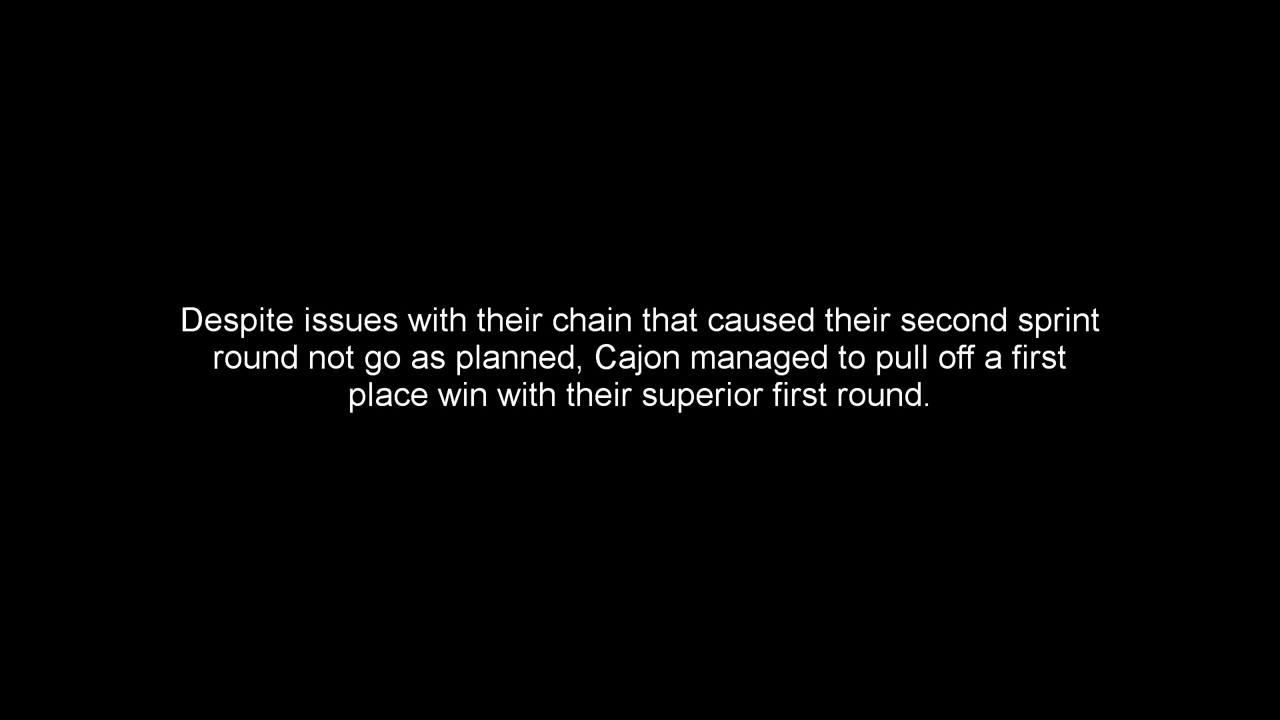 Despite issues with their chain that caused their second sprint
round not go as planned, Cajon managed to pull off a first
place win with their superior first round.